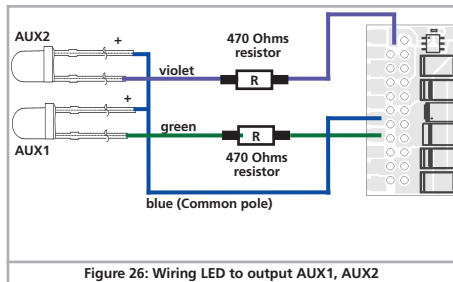 AUX2
+
470 Ohms
resistor
violet
R
+
green
R
AUX1
470 Ohms
resistor
blue (Common pole)
Figure 26: Wiring LED to output AUX1, AUX2